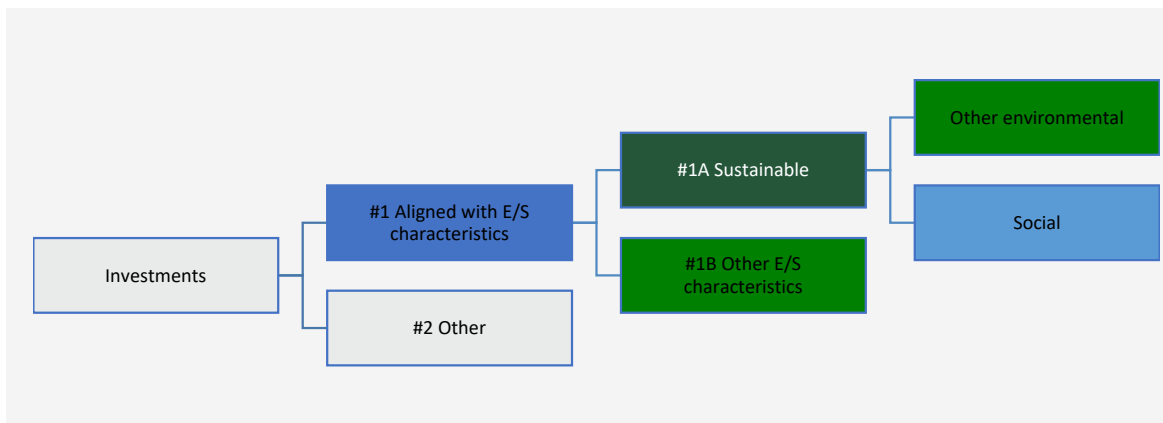 Investments
#1 Aligned with E/S
characteristics
#2 Other
#1A Sustainable
#1B Other E/S
characteristics
Other environmental
Social